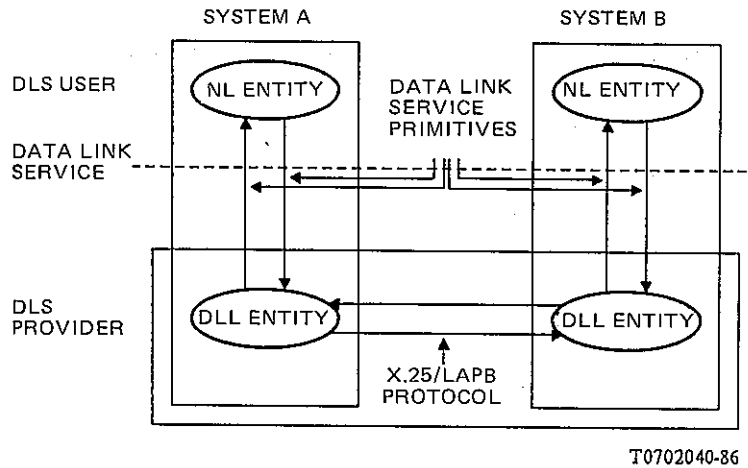 SYSTEM A
SYSTEM B
DLS USER
NL ENTITY
DATA LINK
SERVICE
PRIMITIVES
NL ENTITY
DATA LINK
SERVICE
DLS
PROVIDER
DLL ENTITY
DLL ENTITY
X.25/LAPB
PROTOCOL
T0702040-86